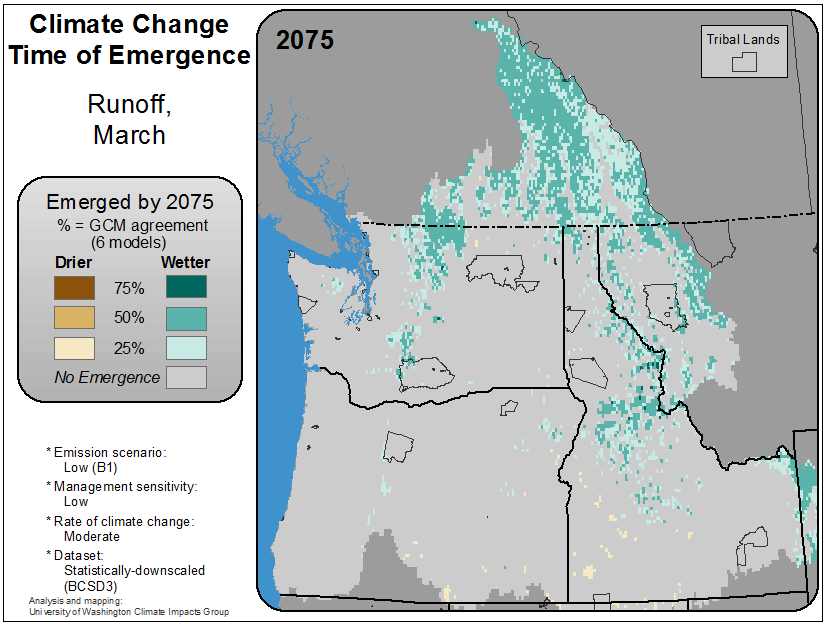 Climate Change
Time of Emergence
Runoff,
March
Emerged by 2075
% = GCM agreement
(6 models)
Drier Wetter
75%
50%
25%
No Emergence
* Emission scenario:
Low (B1)
* Management sensitivity:
Low
* Rate of climate change:
Moderate
* Dataset:
Statistically-downscaled
(BCSD3)
Analysis and mapping:
University of Washington Climate Impacts Group
2075
Tribal Lands